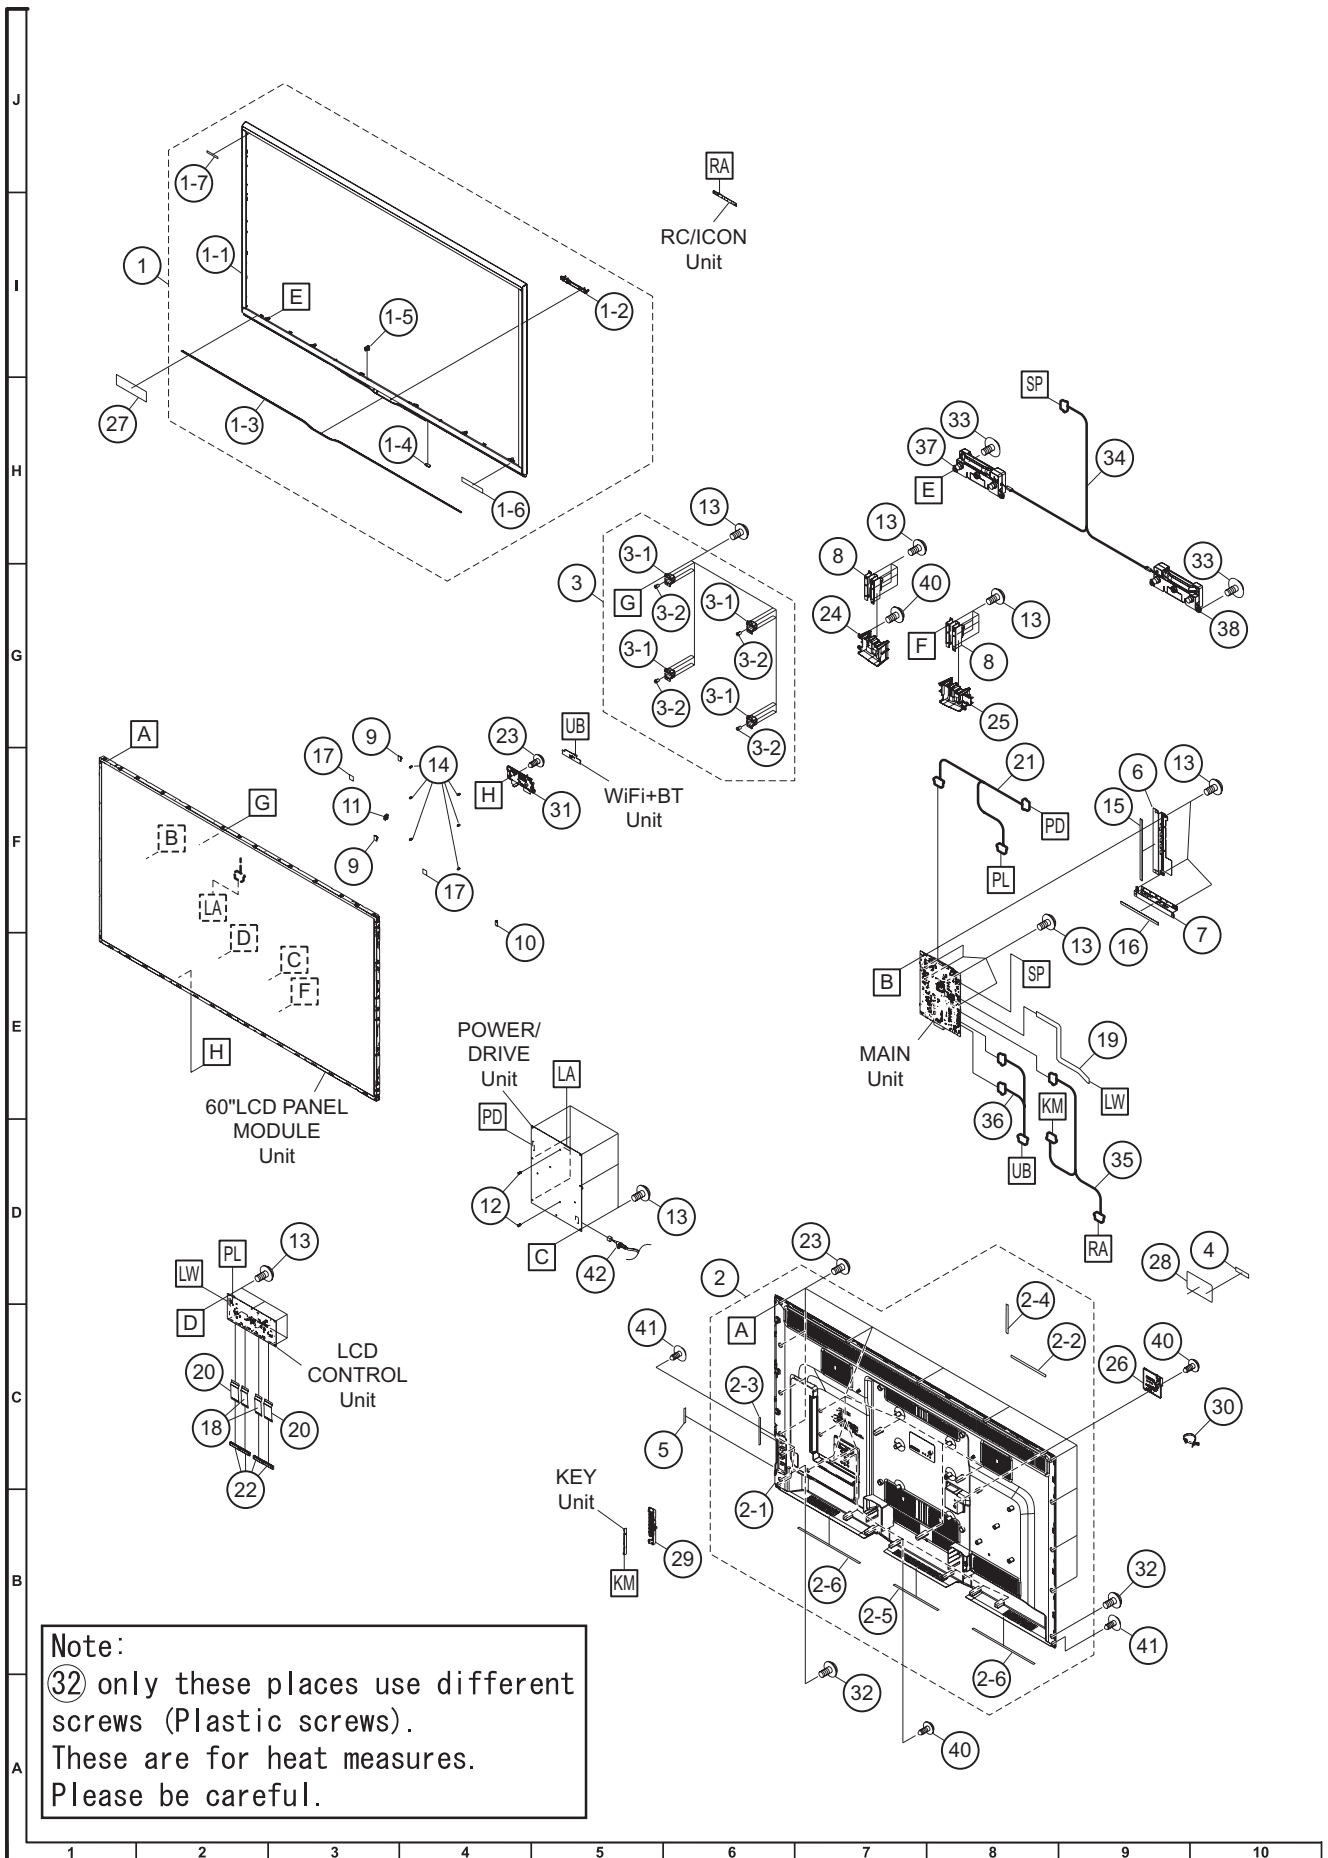 J
1-7
RA
RC/ICON
Unit
1
1-1
E
1-5
1-2
I
27
1-3
1-4
1-6
H
SP
33
37
E
34
33
38
13
3
3-1
G
3-2
3-1
3-2
3-1
3-2
3-1
3-2
13
8
40
24
F
13
8
25
G
A
17
9
14
11
9
17
10
G
B
LA
D
C
F
H
60"LCD PANEL
MODULE
Unit
23
UB
H
31
WiFi+BT
Unit
21
6
13
15
PD
PL
7
16
F
13
B
SP
MAIN
Unit
19
LW
KM
36
UB
35
RA
E
POWER/
DRIVE
Unit
LA
PD
12
13
C
42
D
PL
13
LW
D
LCD
CONTROL
Unit
20
18
20
22
C
23
2
A
41
2-3
5
2-1
2-4
2-2
28
4
40
26
30
KEY
Unit
29
KM
2-6
2-5
2-6
32
41
32
40
B
Note:
32 only these places use different
screws (Plastic screws).
These are for heat measures.
Please be careful.
A
1 2 3 4 5 6 7 8 9 10